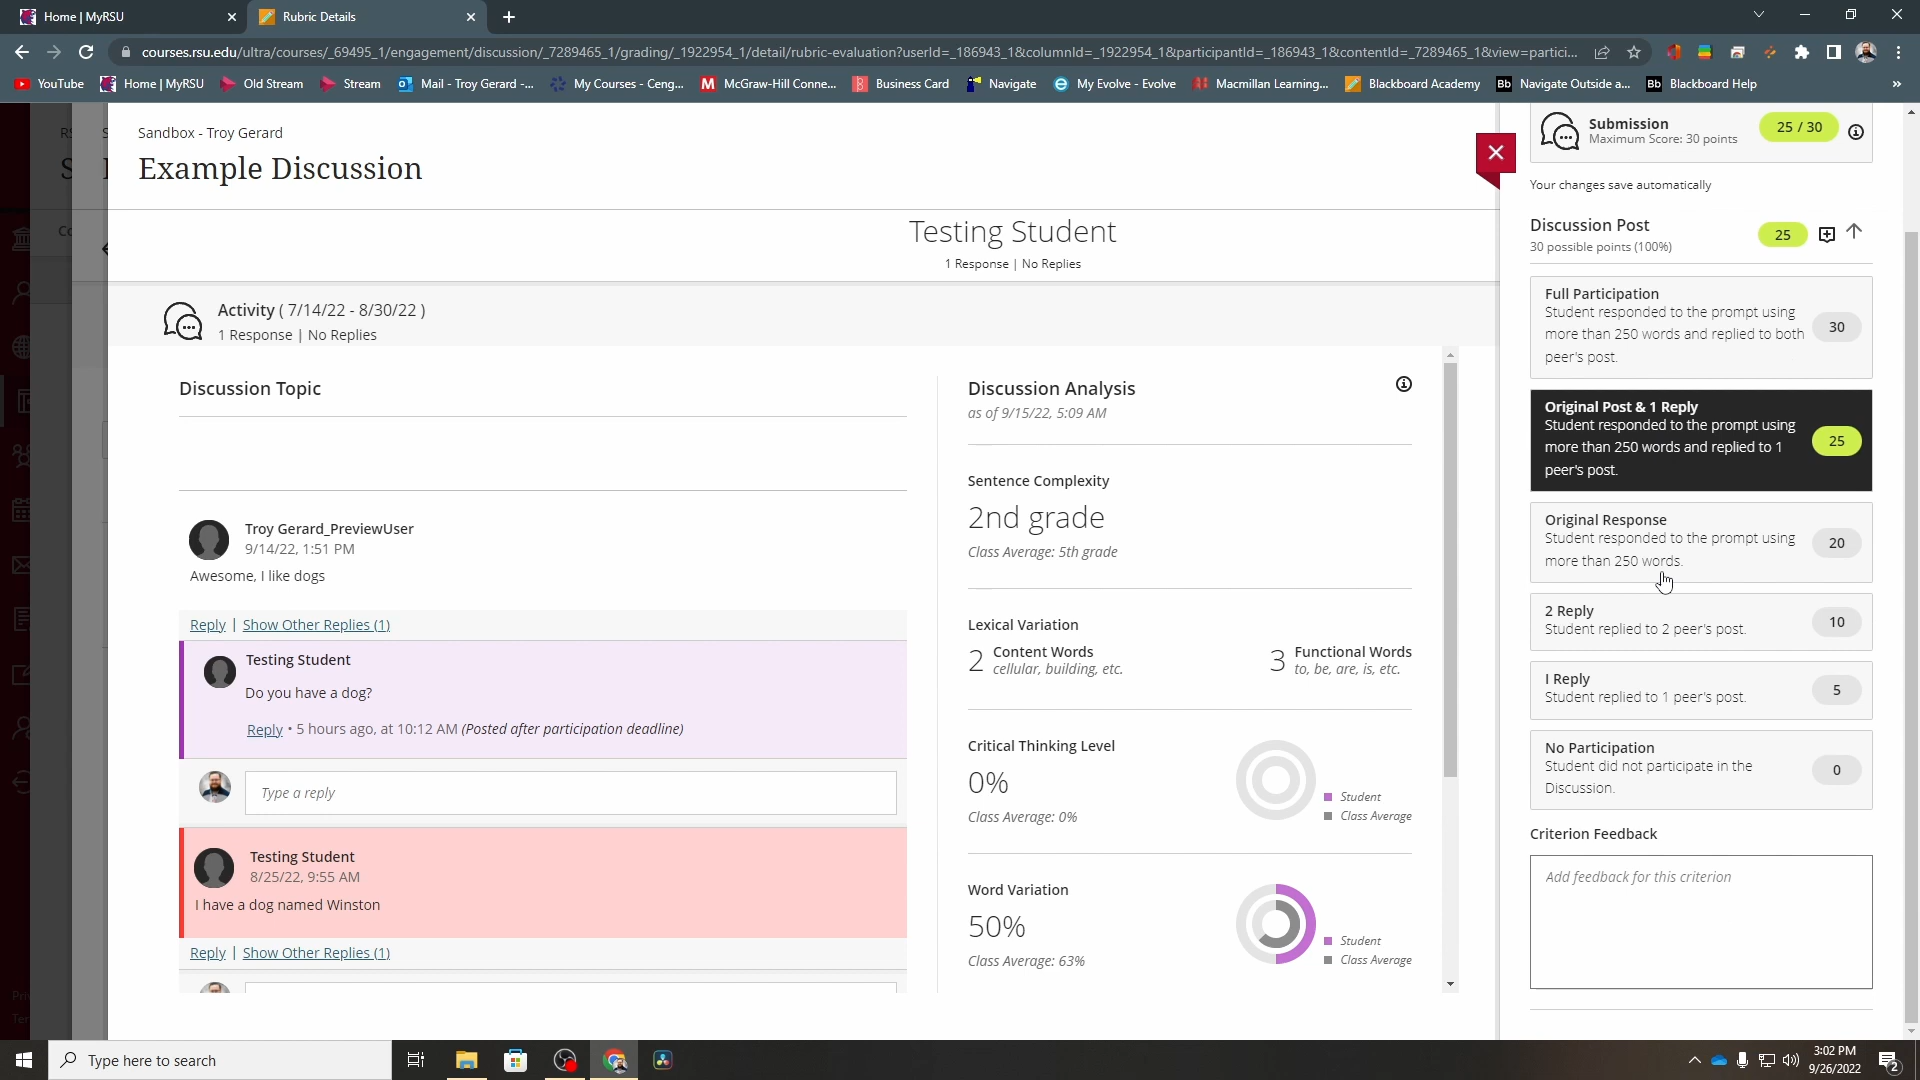 Home | MyRSU
Rubric Details
courses.rsu.edu/ultra/courses/_69495_1/engagement/discussion/_7289465_1/grading/_1922954_1/detail/rubric-evaluation?userId=_186943_1&columnId=_1922954_1&participantId=_186943_1&contentId=_7289465_1&view=partici...
YouTube
Home | MyRSU
Old Stream
Stream
Mail - Troy Gerard -...
My Courses - Ceng...
McGraw-Hill Conne...
Business Card
Navigate
My Evolve - Evolve
Macmillan Learning...
Blackboard Academy
Navigate Outside a...
Blackboard Help
»
Sandbox - Troy Gerard
Example Discussion
Testing Student
1 Response | No Replies
Activity ( 7/14/22 - 8/30/22 )
1 Response | No Replies
Discussion Topic
Troy Gerard_PreviewUser
9/14/22, 1:51 PM
Awesome, I like dogs
Reply | Show Other Replies (1)
Testing Student
Do you have a dog?
Reply • 5 hours ago, at 10:12 AM (Posted after participation deadline)
Type a reply
Testing Student
8/25/22, 9:55 AM
I have a dog named Winston
Reply | Show Other Replies (1)
Discussion Analysis
as of 9/15/22, 5:09 AM
Sentence Complexity
2nd grade
Class Average: 5th grade
Lexical Variation
2 Content Words
cellular, building, etc.
3 Functional Words
to, be, are, is, etc.
Critical Thinking Level
0%
Class Average: 0%
Student
Class Average
Word Variation
50%
Class Average: 63%
Student
Class Average
Submission
Maximum Score: 30 points
25 / 30
Your changes save automatically
Discussion Post
30 possible points (100%)
25
Full Participation
Student responded to the prompt using
more than 250 words and replied to both
peer's post.
30
Original Post & 1 Reply
Student responded to the prompt using
more than 250 words and replied to 1
peer's post.
25
Original Response
Student responded to the prompt using
more than 250 words.
20
2 Reply
Student replied to 2 peer's post.
10
I Reply
Student replied to 1 peer's post.
5
No Participation
Student did not participate in the
Discussion.
0
Criterion Feedback
Add feedback for this criterion
Type here to search
3:02 PM
9/26/2022
2